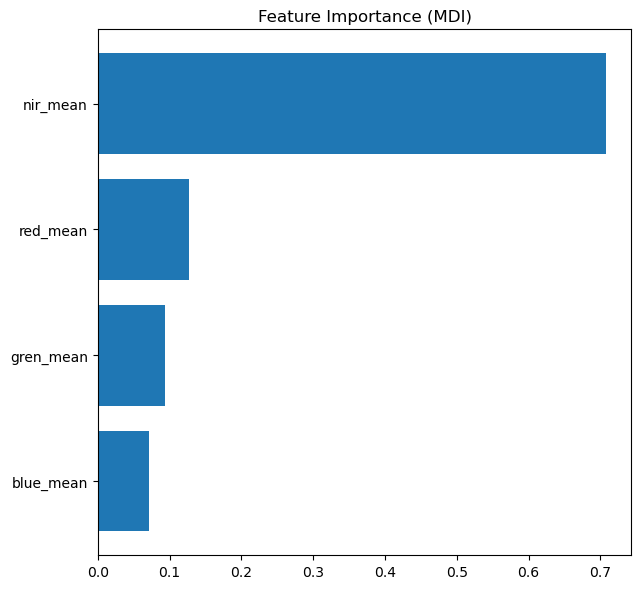 Feature Importance (MDI)
nir_mean
red_mean
gren_mean
blue_mean
0.0 0.1 0.2 0.3 0.4 0.5 0.6 0.7